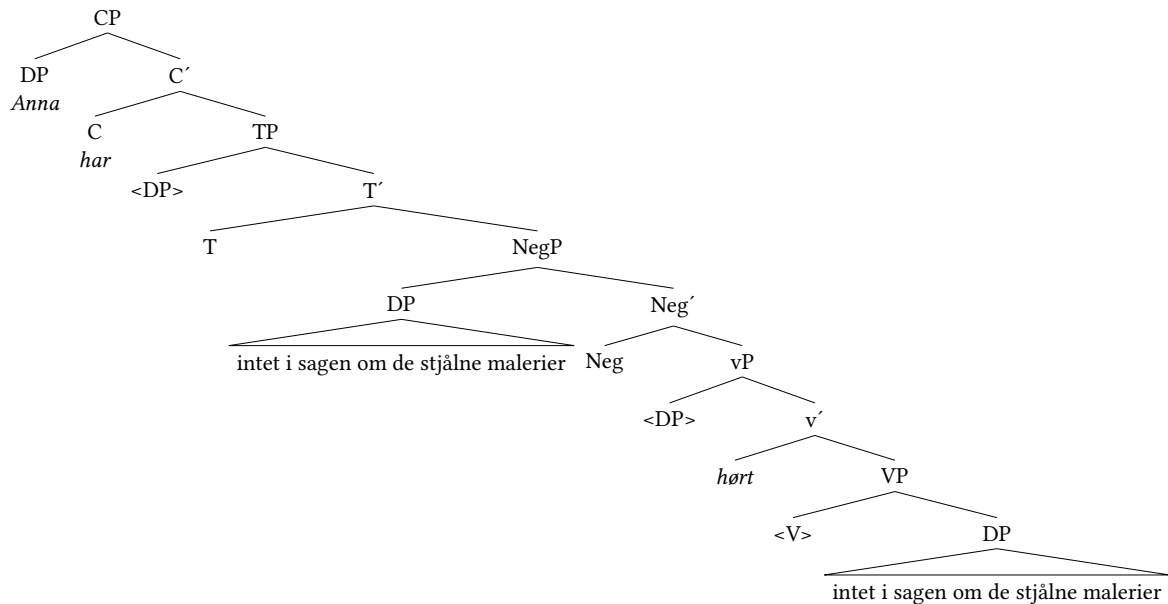 CP
DP C´
Anna
C TP
har
<DP> T´
T NegP
DP Neg´
intet i sagen om de stjålne malerier Neg vP
<DP> v´
hørt VP
<V> DP
intet i sagen om de stjålne malerier